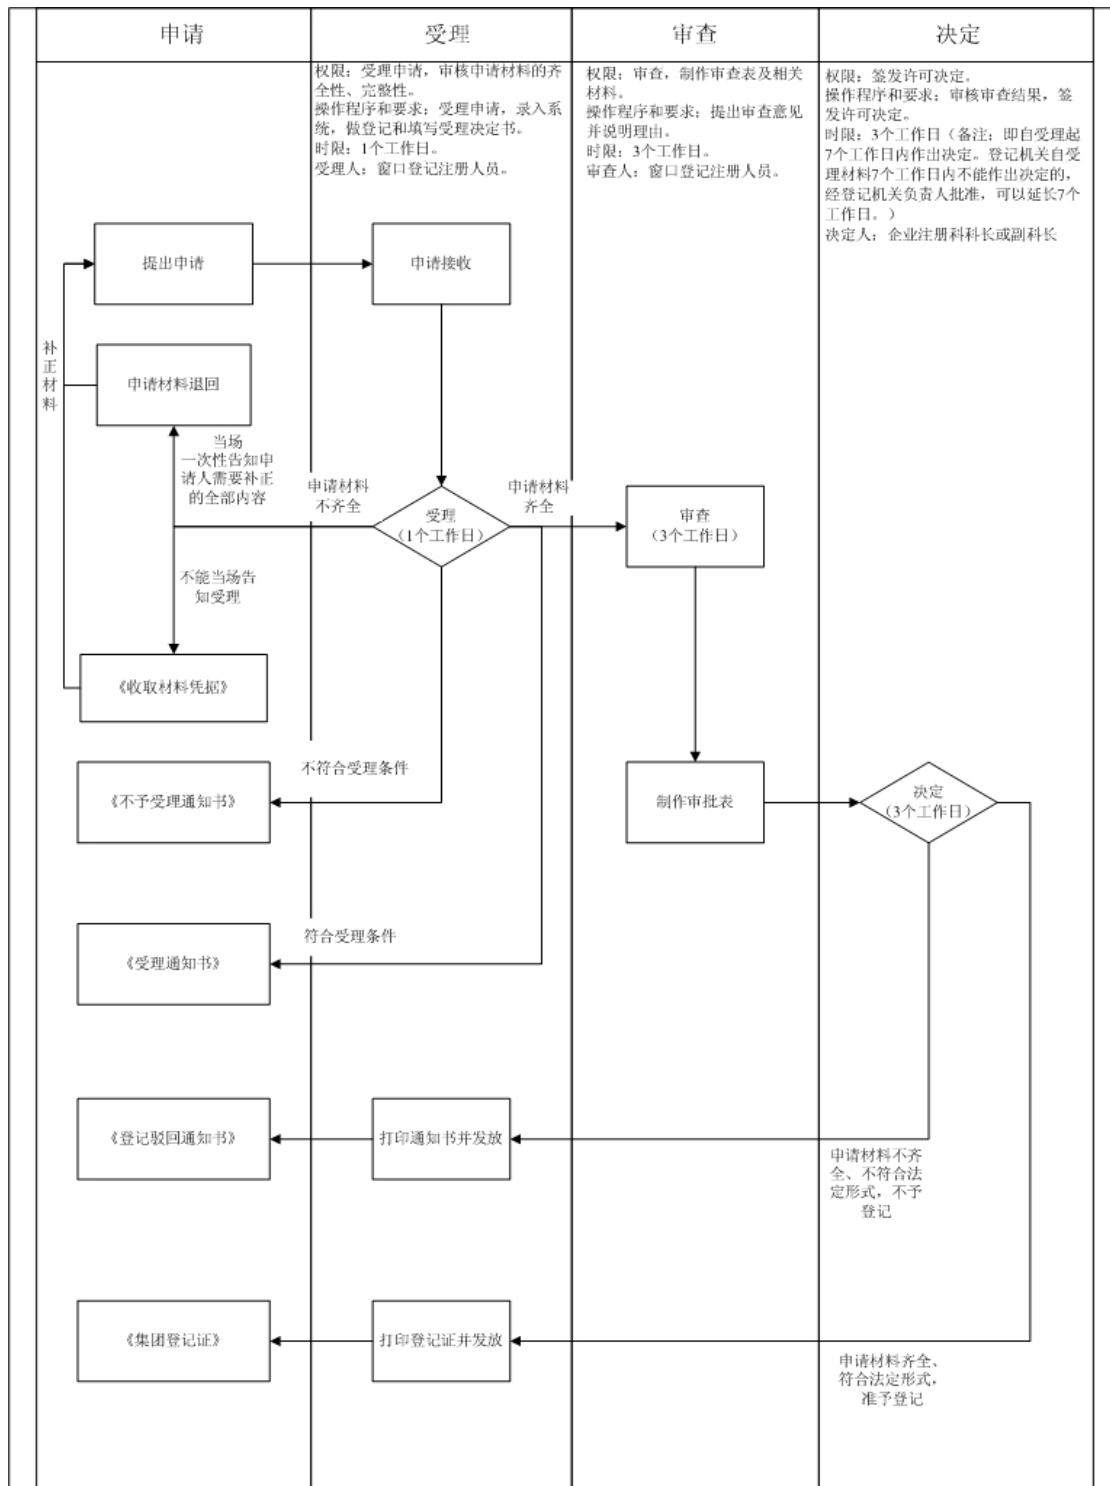 申请
受理
审查
决定
权限：受理申请，审核申请材料的齐
全性、完整性。
操作程序和要求：受理申请，录入系
统，做登记和填写受理决定书。
时限：1个工作日。
受理人：窗口登记注册人员。
权限：审查，制作审查表及相关
材料。
操作程序和要求：提出审查意见
并说明理由。
时限：3个工作日。
审查人：窗口登记注册人员。
权限：签发许可决定。
操作程序和要求：审核审查结果，签
发许可决定。
时限：3个工作日（备注：即自受理起
7个工作日内作出决定。登记机关自受
理材料7个工作日内不能作出决定的，
经登记机关负责人批准，可以延长7个
工作日。）
决定人：企业注册科科长或副科长
提出申请
申请接收
补
正
材
料
申请材料退回
当场
一次性告知申
请人需要补正
的全部内容
申请材料
不齐全
受理
（1个工作日）
申请材料
齐全
审查
（3个工作日）
不能当场告
知受理
《收取材料凭据》
不符合受理条件
《不予受理通知书》
制作审批表
决定
（3个工作日）
符合受理条件
《受理通知书》
《登记驳回通知书》
打印通知书并发放
申请材料不齐
全、不符合法
定形式，不予
登记
《集团登记证》
打印登记证并发放
申请材料齐全、
符合法定形式，
准予登记